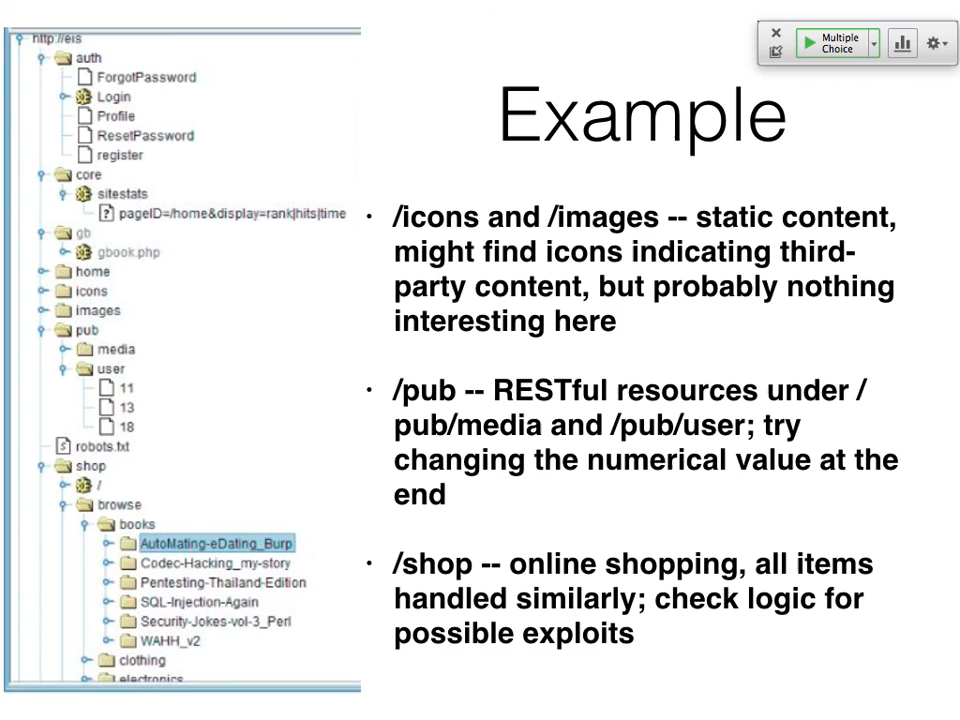 http://eis
auth
ForgotPassword
Login
Profile
ResetPassword
register
core
sitestats
pageID=/home&display=rank|hits|time
gb
gbook.php
home
icons
images
pub
media
user
11
13
18
robots.txt
shop
/
browse
books
AutoMating-eDating_Burp
Codec-Hacking_my-story
Pentesting-Thailand-Edition
SQL-Injection-Again
Security-Jokes-vol-3_Perl
WAHH_v2
clothing
electronics
Multiple
Choice
Example
• /icons and /images -- static content,
might find icons indicating third-
party content, but probably nothing
interesting here
• /pub -- RESTful resources under /
pub/media and /pub/user; try
changing the numerical value at the
end
• /shop -- online shopping, all items
handled similarly; check logic for
possible exploits